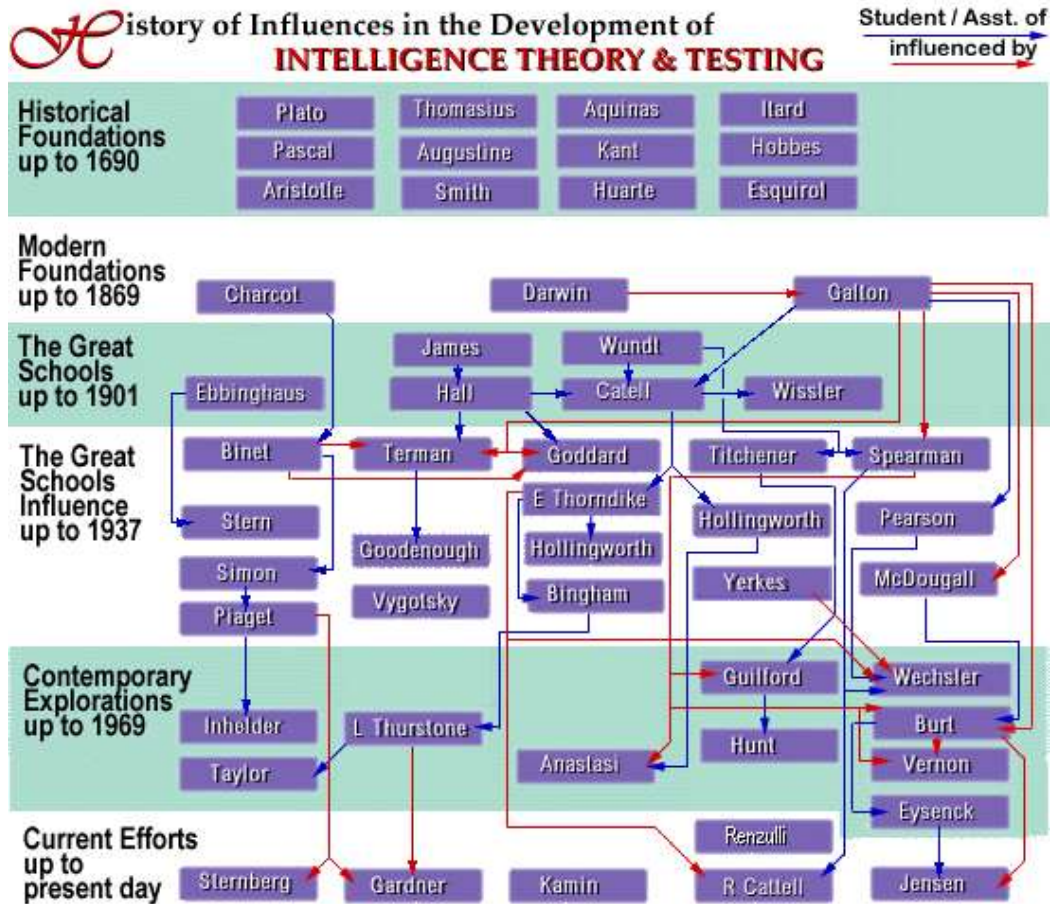 History of Influences in the Development of
INTELLIGENCE THEORY & TESTING
Student / Asst. of
influenced by
Historical
Foundations
up to 1690
Plato
Thomasius
Aquinas
Itard
Pascal
Augustine
Kant
Hobbes
Aristotle
Smith
Huarte
Esquirol
Modern
Foundations
up to 1869
Charcot
Darwin
Galton
The Great
Schools
up to 1901
James
Wundt
Ebbinghaus
Hall
Catell
Wissler
The Great
Schools
Influence
up to 1937
Binet
Terman
Goddard
Titchener
Spearman
Stern
E Thorndike
Hollingworth
Pearson
Goodenough
Hollingworth
Simon
Yerkes
McDougall
Piaget
Vygotsky
Bingham
Contemporary
Explorations
up to 1969
Guilford
Wechsler
Inhelder
L Thurstone
Burt
Hunt
Taylor
Anastasi
Vernon
Eysenck
Current Efforts
up to
present day
Renzulli
Sternberg
Gardner
Kamin
R Cattell
Jensen